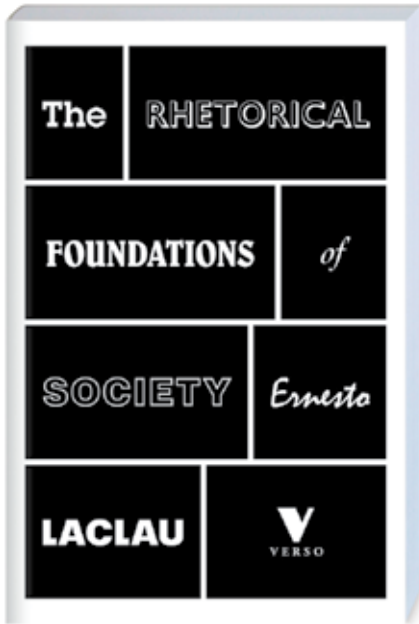 The RHETORICAL
FOUNDATIONS of
SOCIETY Ernesto
LACLAU V
VERSO